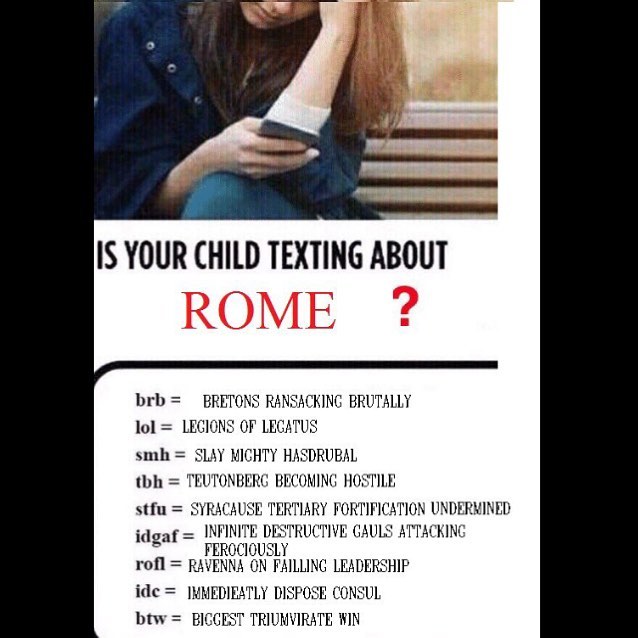 IS YOUR CHILD TEXTING ABOUT
ROME ?
brb = BRETONS RANSACKING BRUTALLY
lol = LEGIONS OF LEGATUS
smh = SLAY MIGHTY HASDRUBAL
tbh = TEUTONBERG BECOMING HOSTILE
stfu = SYRACAUSE TERTIARY FORTIFICATION UNDERMINED
idgaf = INFINITE DESTRUCTIVE GAULS ATTACKING
FEROCIOUSLY
rofl = RAVENNA ON FAILLING LEADERSHIP
idc = IMMEDIEATLY DISPOSE CONSUL
btw = BIGGEST TRIUMVIRATE WIN